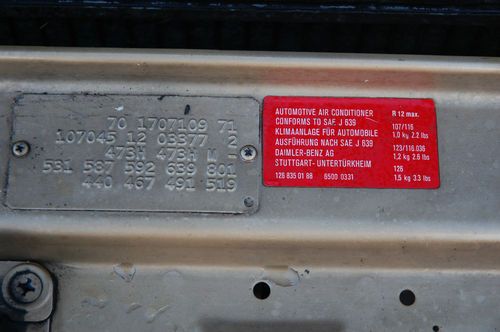 70 1707109 71
107045 12 03377 2
473H 473H M -
531 587 592 639 801
440 467 491 519
AUTOMOTIVE AIR CONDITIONER
CONFORMS TO SAE J 639
KLIMAANLAGE FÜR AUTOMOBILE
AUSFÜHRUNG NACH SAE J 639
DAIMLER-BENZ AG
STUTTGART-UNTERTÜRKHEIM
126 835 01 88 6500 0331
R 12 max.
107/116
1,0 kg 2.2 lbs
123/116.036
1,2 kg 2.6 lbs
126
1,5 kg 3.3 lbs